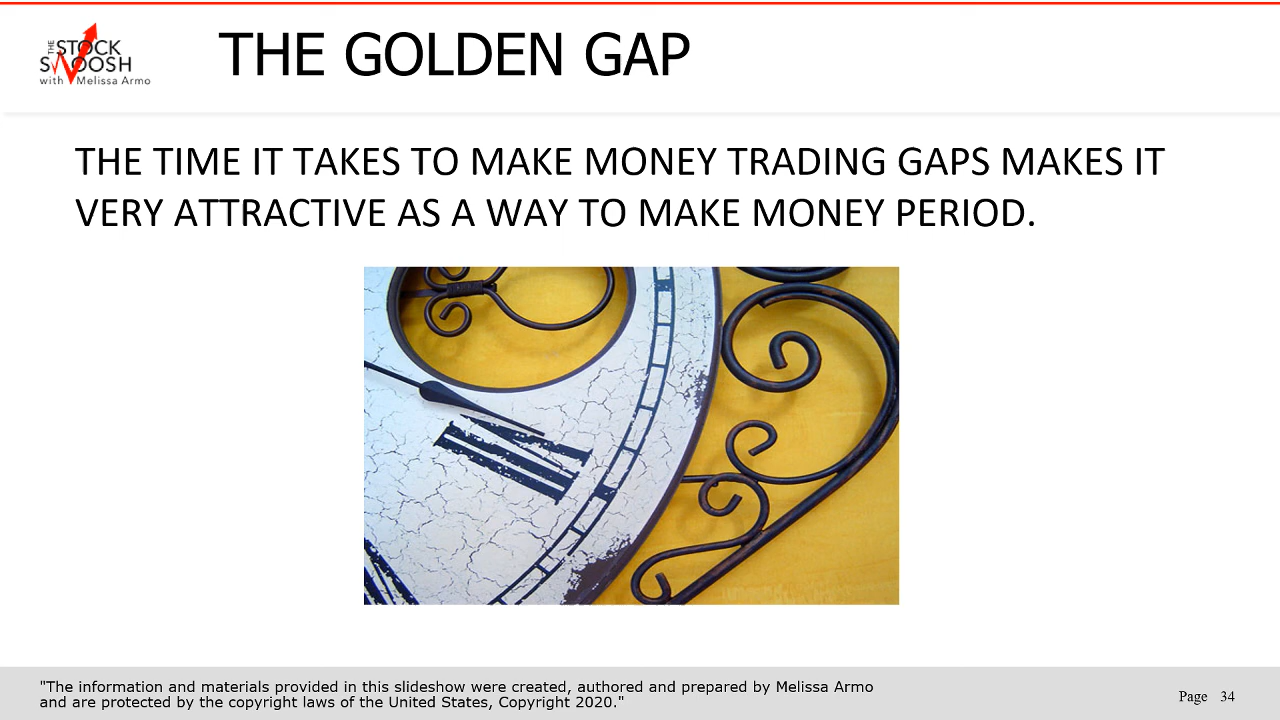 THE
STOCK
SWOOSH
with Melissa Armo
THE GOLDEN GAP
THE TIME IT TAKES TO MAKE MONEY TRADING GAPS MAKES IT
VERY ATTRACTIVE AS A WAY TO MAKE MONEY PERIOD.
"The information and materials provided in this slideshow were created, authored and prepared by Melissa Armo
and are protected by the copyright laws of the United States, Copyright 2020."
Page 34